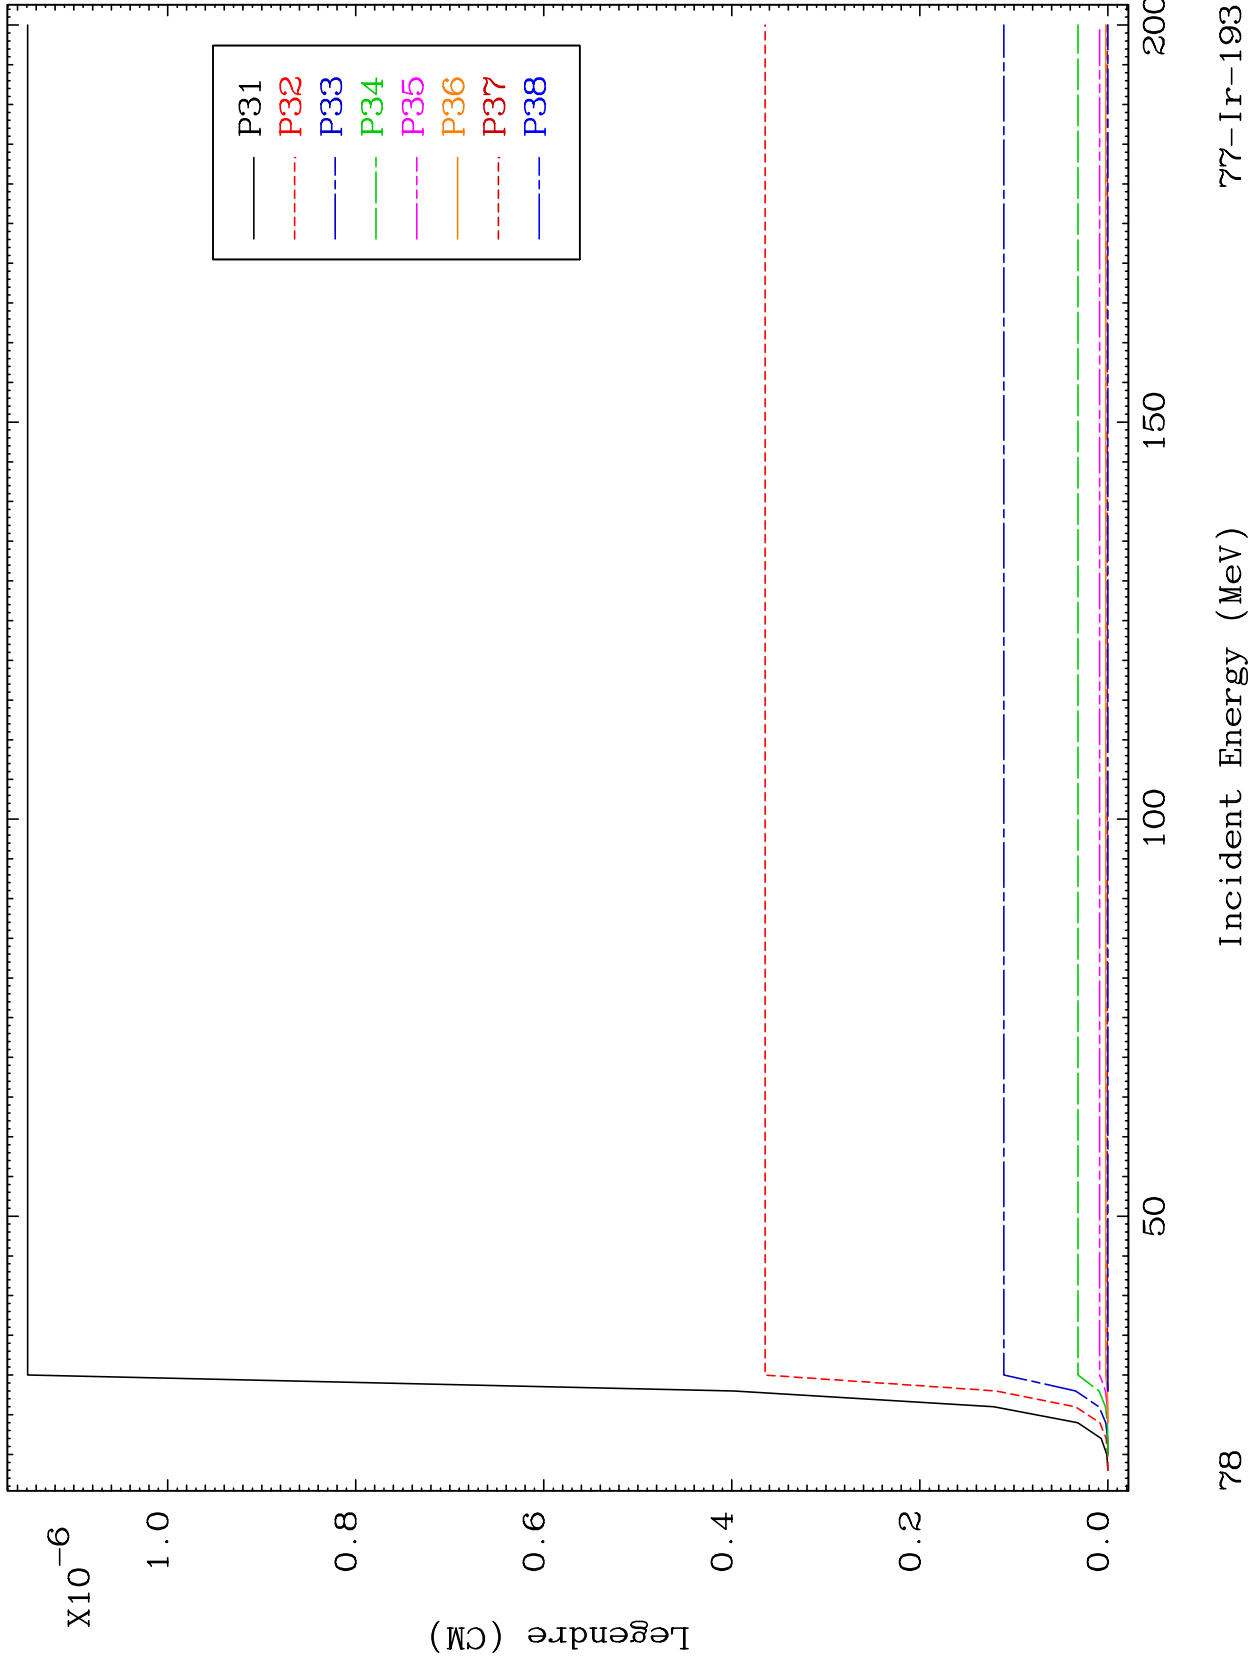 X10-6
1.0
0.8
0.6
0.4
0.2
0.0
Legendre (CM)
P31
P32
P33
P34
P35
P36
P37
P38
50
100
150
200
78
Incident Energy (MeV)
77-Ir-193